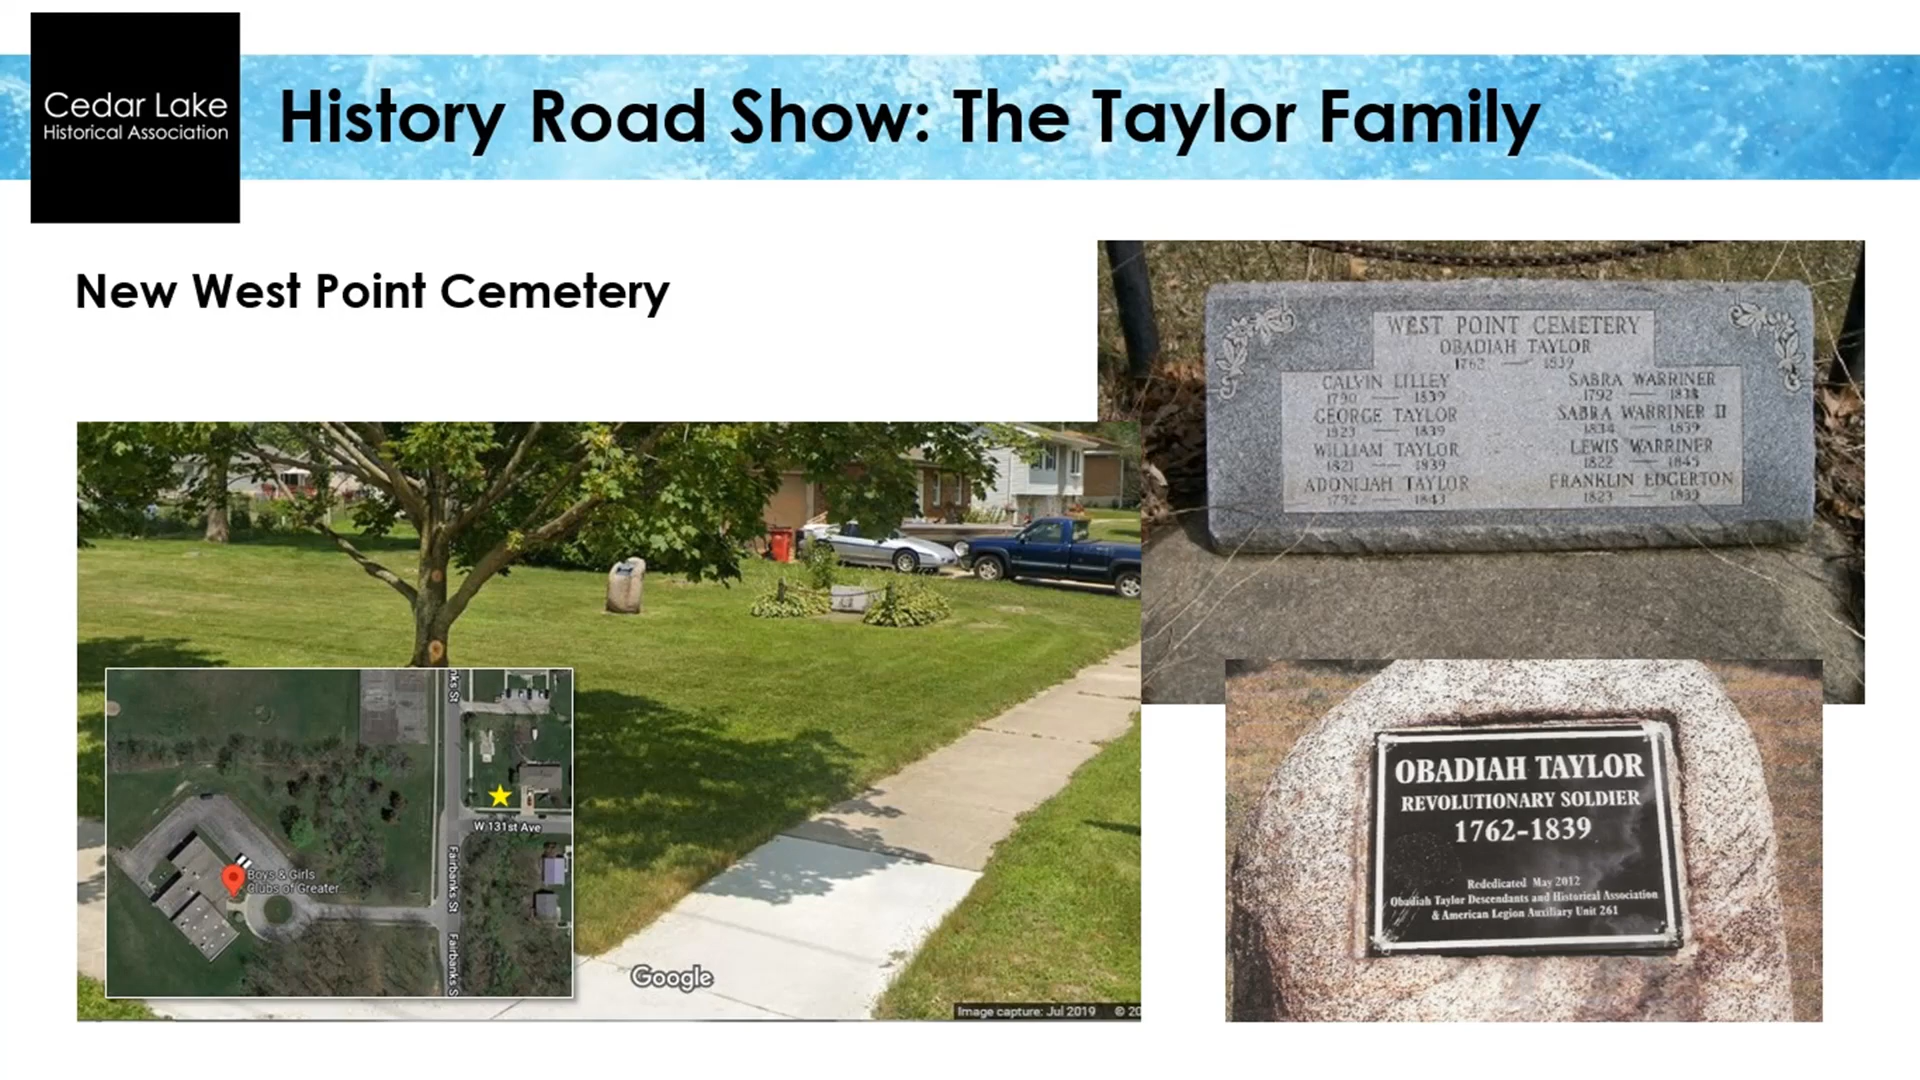 Cedar Lake
Historical Association
History Road Show: The Taylor Family
New West Point Cemetery
WEST POINT CEMETERY
OBADIAH TAYLOR
1762 — 1839
CALVIN LILLEY
1790 — 1839
GEORGE TAYLOR
1823 — 1839
WILLIAM TAYLOR
1821 — 1839
ADONIJAH TAYLOR
1792 — 1843
SABRA WARRINER
1792 — 1838
SABRA WARRINER II
1834 — 1839
LEWIS WARRINER
1822 — 1845
FRANKLIN EDGERTON
1823 — 1839
nks St
W 131st Ave
Fairbanks St
Fairbanks S
Boys & Girls
Clubs of Greater...
Google
Image capture: Jul 2019 © 20
OBADIAH TAYLOR
REVOLUTIONARY SOLDIER
1762-1839
Rededicated May 2012
Obadiah Taylor Descendants and Historical Association
& American Legion Auxiliary Unit 261